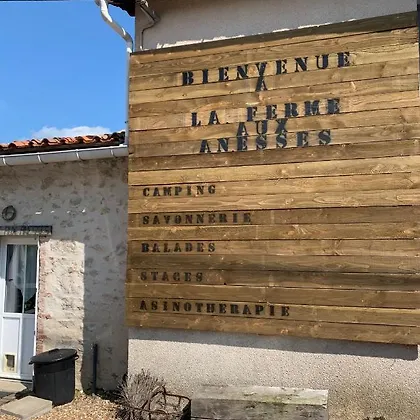 BIENVENUE
A
LA FERME
AUX
ANESSES
CAMPING
SAVONNERIE
BALADES
STAGES
ASINOTHERAPIE